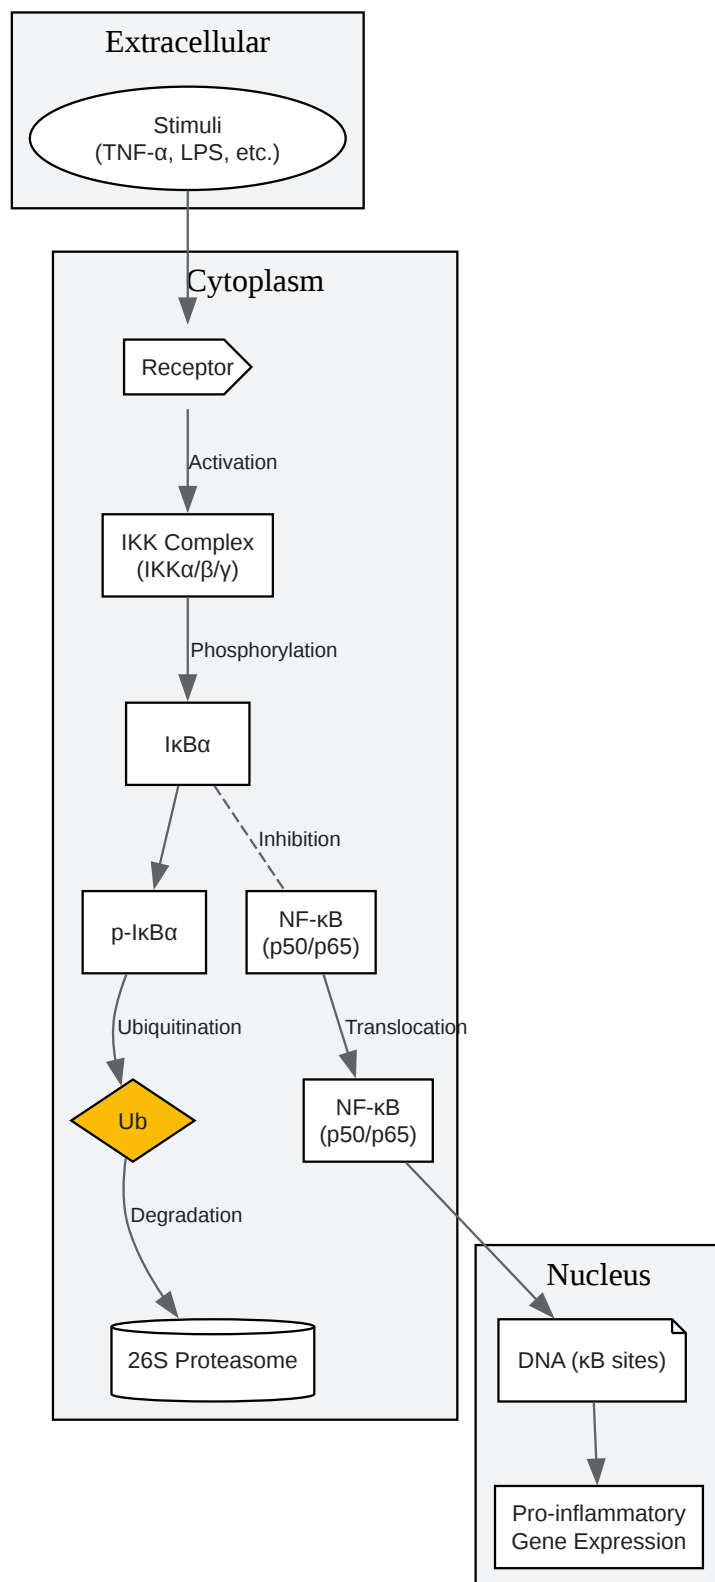 Extracellular
Stimuli
(TNF-α, LPS, etc.)
Cytoplasm
Receptor
Activation
IKK Complex
(IKKα/β/γ)
Phosphorylation
IκBα
Inhibition
p-IκBα
NF-κB
(p50/p65)
Ubiquitination
Translocation
Ub
NF-κB
(p50/p65)
Degradation
26S Proteasome
Nucleus
DNA (κB sites)
Pro-inflammatory
Gene Expression